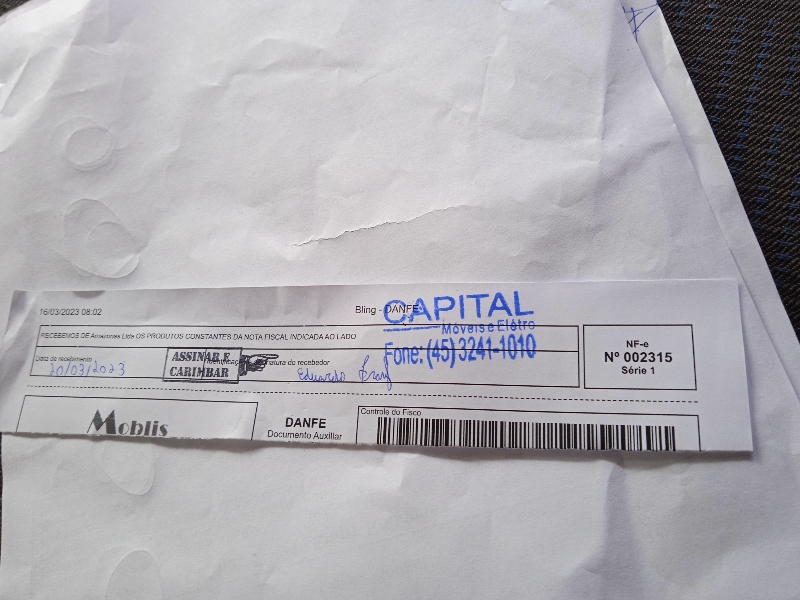 16/03/2023 08:02
Bling - DANFE
CAPITAL
Móveis e Eletro
Fone: (45) 3241-1010
RECEBEMOS DE Amazones Ltda OS PRODUTOS CONSTANTES DA NOTA FISCAL INDICADA AO LADO
Data de recebimento
20/03/2023
ASSINAR E
CARIMBAR
do recebedor
Eduardo
NF-e
Nº 002315
Série 1
Moblis
DANFE
Documento Auxiliar
Controle do Fisco